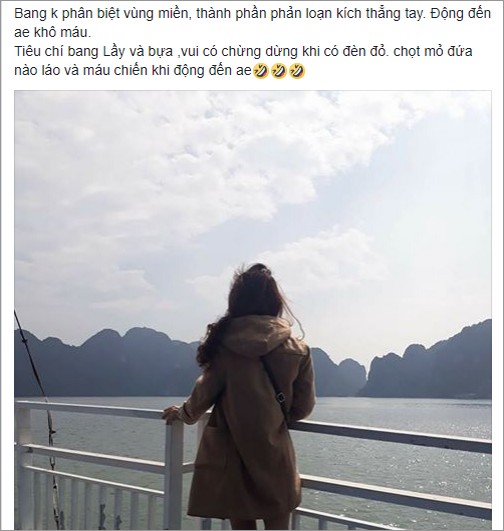 Bang k phân biệt vùng miền, thành phần phản loạn kích thẳng tay. Động đến
ae khô máu.
Tiêu chí bang Lầy và bựa ,vui có chừng dừng khi có đèn đỏ. chọt mỏ đứa
nào láo và máu chiến khi động đến ae🤣🤣🤣